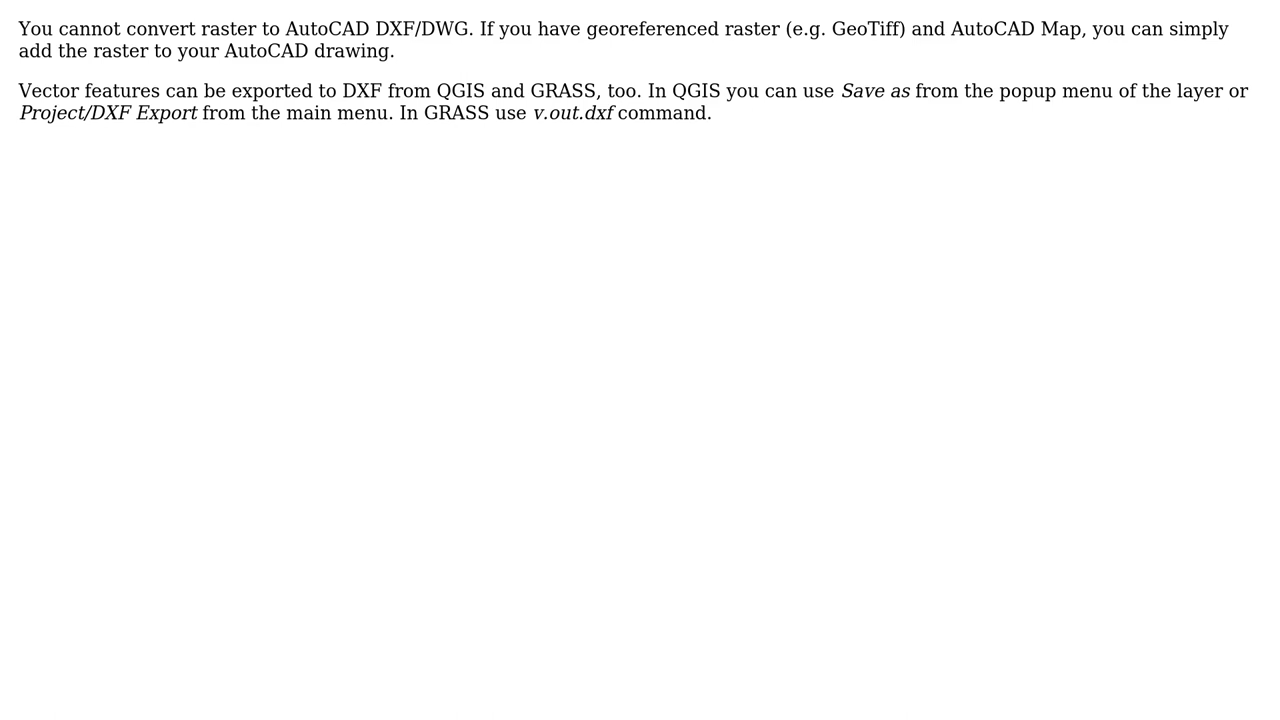 You cannot convert raster to AutoCAD DXF/DWG. If you have georeferenced raster (e.g. GeoTiff) and AutoCAD Map, you can simply
add the raster to your AutoCAD drawing.
Vector features can be exported to DXF from QGIS and GRASS, too. In QGIS you can use Save as from the popup menu of the layer or
Project/DXF Export from the main menu. In GRASS use v.out.dxf command.